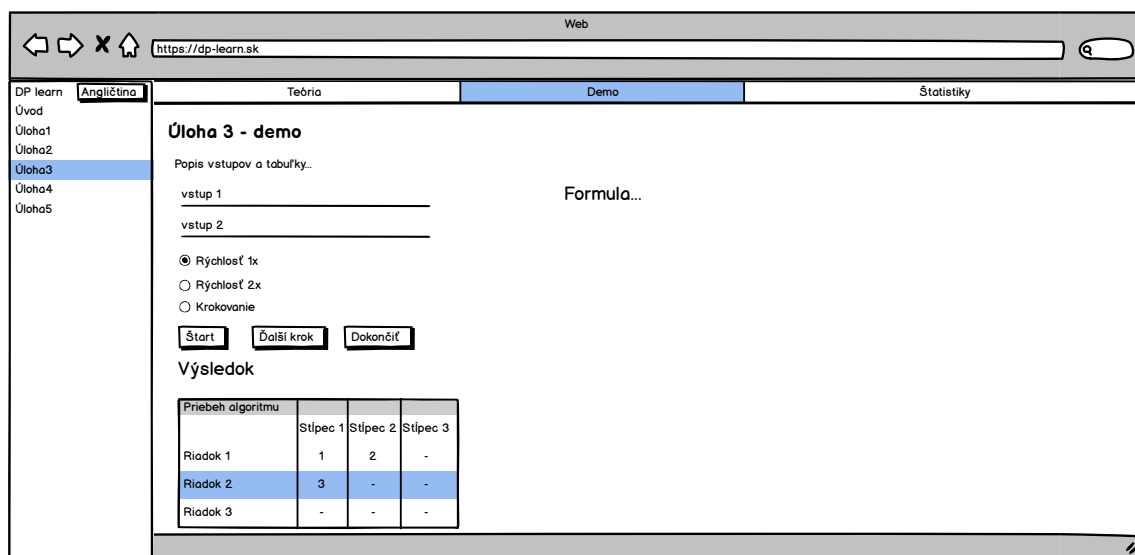 Web
https://dp-learn.sk
DP learn Angličtina
Úvod
Úloha1
Úloha2
Úloha3
Úloha4
Úloha5
Teória Demo Štatistiky
Úloha 3 - demo
Popis vstupov a tabuľky...
vstup 1
vstup 2
Formula...
Rýchlosť 1x
Rýchlosť 2x
Krokovanie
Štart Ďalší krok Dokončiť
Výsledok
Priebeh algoritmu
Stĺpec 1 Stĺpec 2 Stĺpec 3
Riadok 1 1 2 -
Riadok 2 3 - -
Riadok 3 - - -